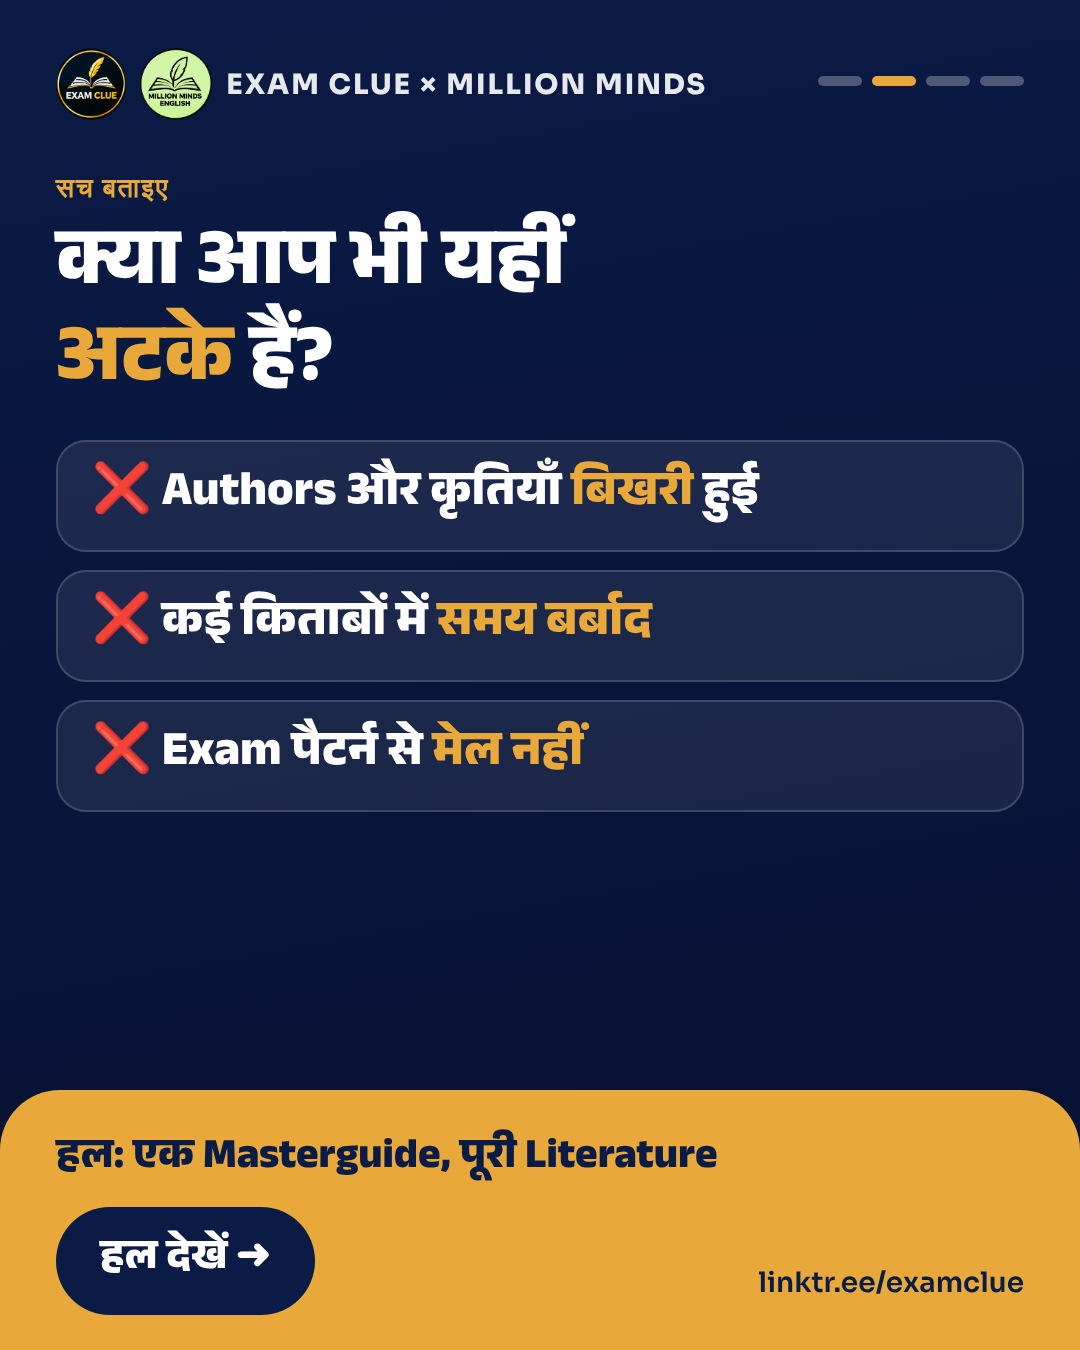 EXAM CLUE
MILLION MINDS
ENGLISH
EXAM CLUE × MILLION MINDS
सच बताइए
क्या आप भी यहीं
अटके हैं?
❌ Authors और कृतियाँ बिखरी हुई
❌ कई किताबों में समय बर्बाद
❌ Exam पैटर्न से मेल नहीं
हल: एक Masterguide, पूरी Literature
हल देखें →
linktr.ee/examclue